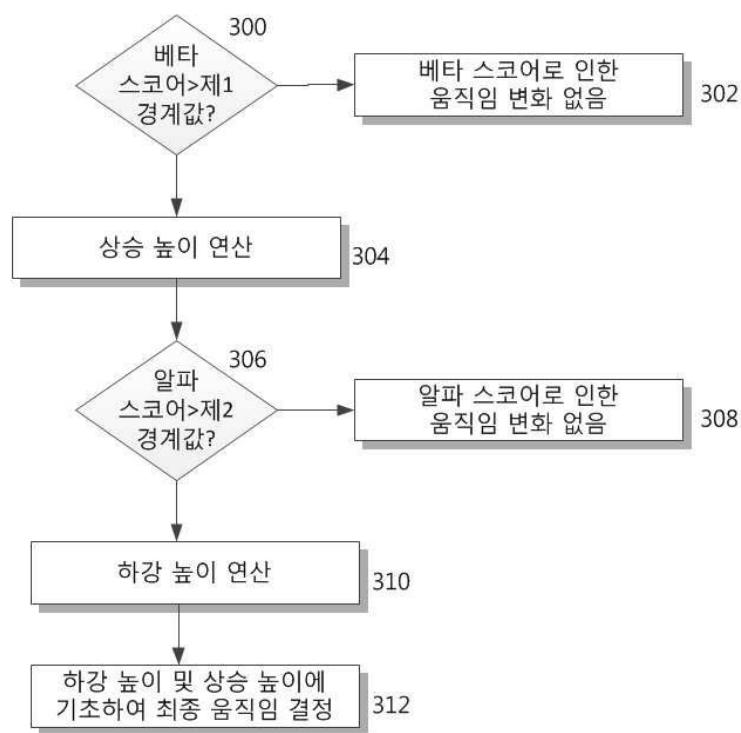 300
베타
스코어>제1
경계값?
베타 스코어로 인한
움직임 변화 없음
302
상승 높이 연산
304
306
알파
스코어>제2
경계값?
알파 스코어로 인한
움직임 변화 없음
308
하강 높이 연산
310
하강 높이 및 상승 높이에
기초하여 최종 움직임 결정
312